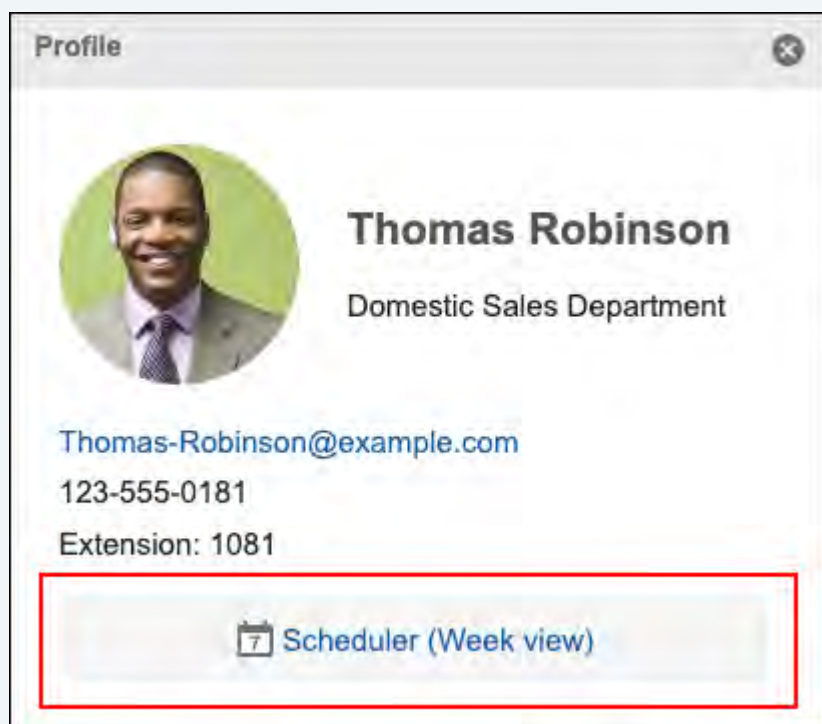 Profile
Thomas Robinson
Domestic Sales Department
Thomas-Robinson@example.com
123-555-0181
Extension: 1081
7 Scheduler (Week view)